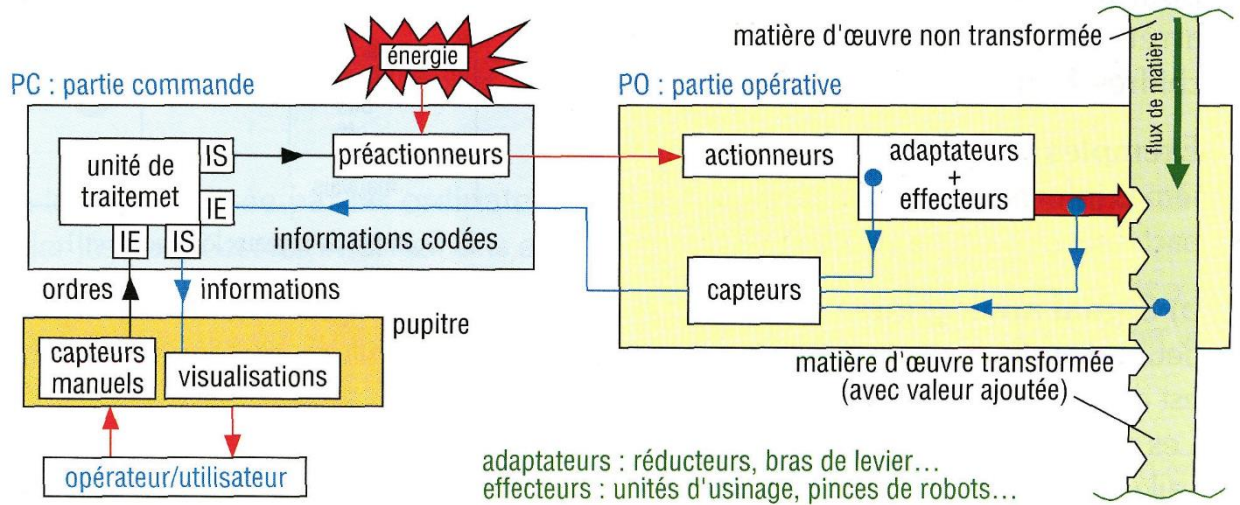 énergie
matière d'œuvre non transformée
flux de matière
PC : partie commande
PO : partie opérative
unité de
traitemet
IS
IE
IE
IS
préactionneurs
actionneurs
adaptateurs
+
effecteurs
informations codées
capteurs
ordres
informations
pupitre
capteurs
manuels
visualisations
matière d'œuvre transformée
(avec valeur ajoutée)
opérateur/utilisateur
adaptateurs : réducteurs, bras de levier...
effecteurs : unités d'usinage, pinces de robots...